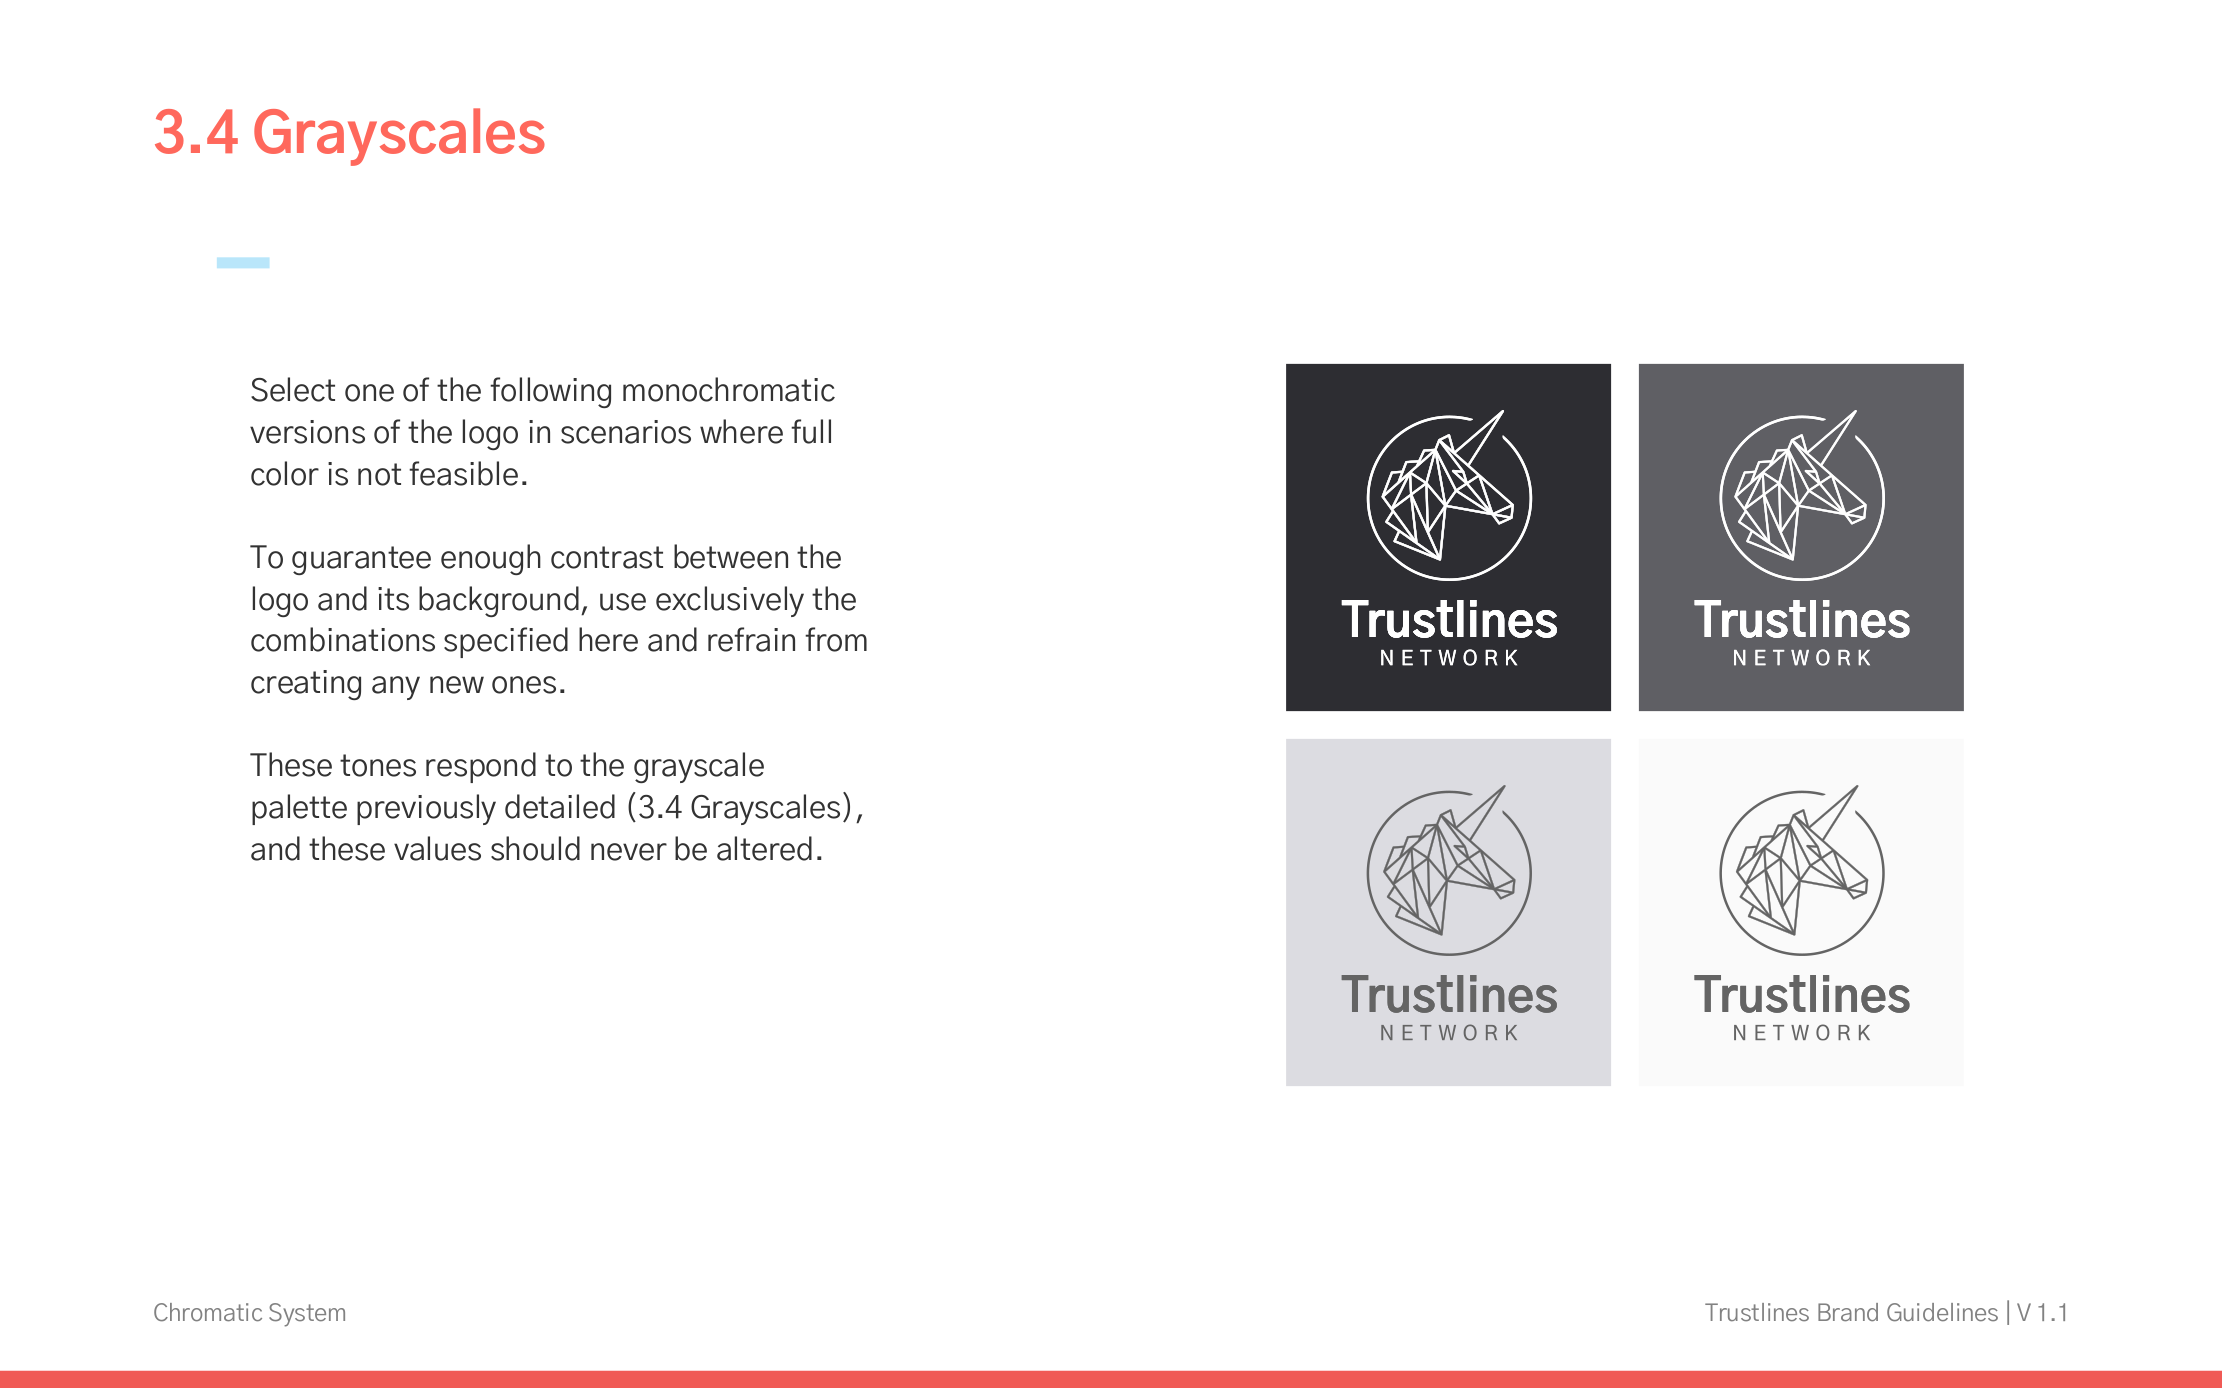 3.4 Grayscales
Select one of the following monochromatic
versions of the logo in scenarios where full
color is not feasible.
To guarantee enough contrast between the
logo and its background, use exclusively the
combinations specified here and refrain from
creating any new ones.
These tones respond to the grayscale
palette previously detailed (3.4 Grayscales),
and these values should never be altered.
Trustlines
NETWORK
Trustlines
NETWORK
Trustlines
NETWORK
Trustlines
NETWORK
Chromatic System
Trustlines Brand Guidelines | V 1.1